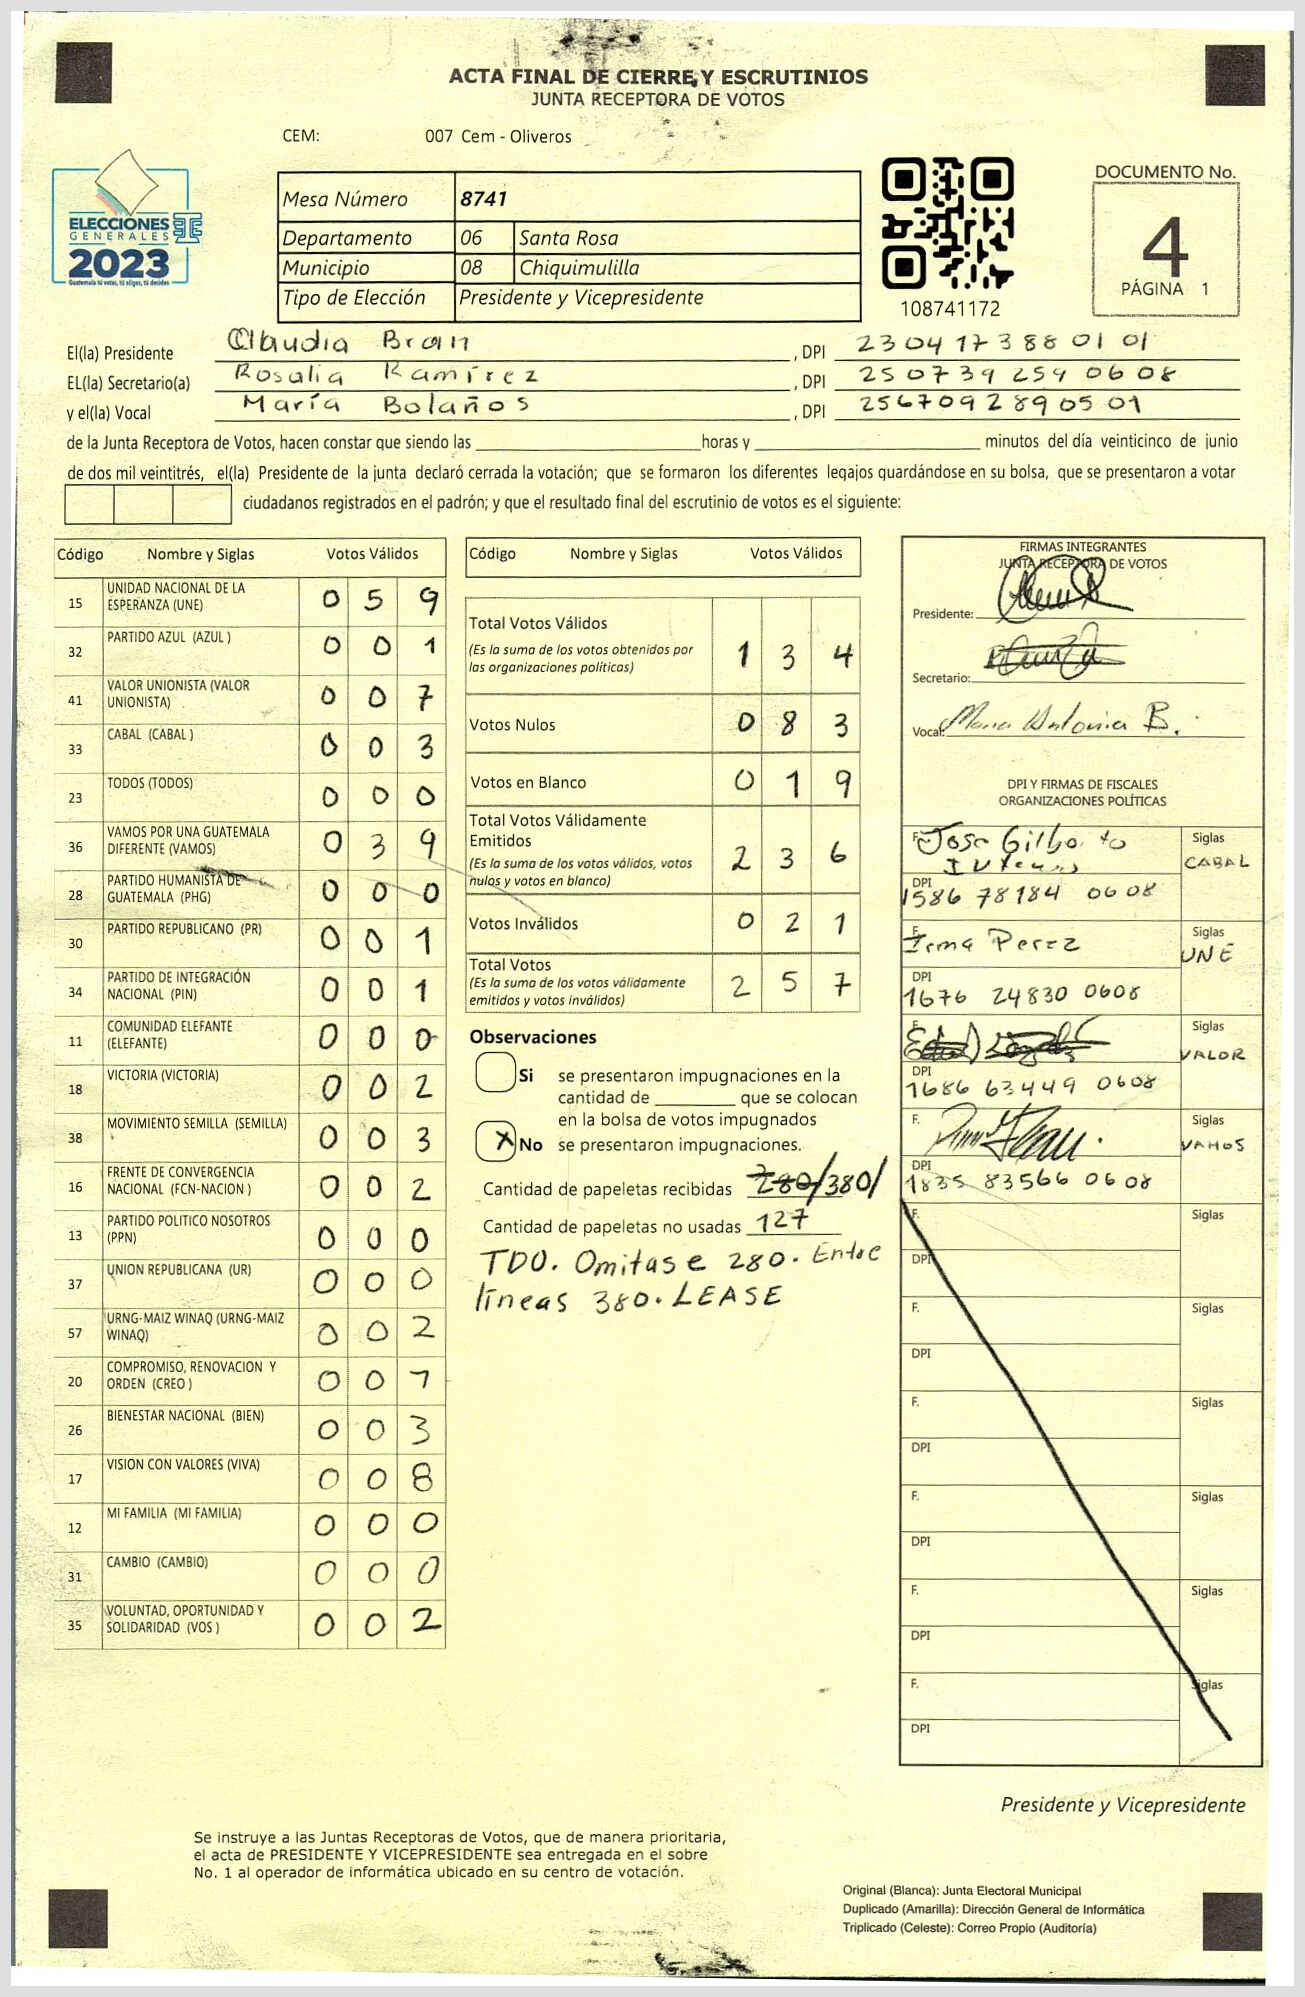 ACTA FINAL DE CIERRE Y ESCRUTINIOS
JUNTA RECEPTORA DE VOTOS
CEM: 007 Cem - Oliveros
ELECCIONES
GENERALES
2023
Guatemala tú votas, tú eliges, tú decides
Mesa Número 8741
Departamento 06 Santa Rosa
Municipio 08 Chiquimulilla
Tipo de Elección Presidente y Vicepresidente
108741172
DOCUMENTO No.
4
PÁGINA 1
El(la) Presidente Claudia Bran , DPI 2304173880101
EL(la) Secretario(a) Rosalia Ramírez , DPI 2507392590608
y el(la) Vocal María Bolaños , DPI 2567092890501
de la Junta Receptora de Votos, hacen constar que siendo las horas y minutos del día veinticinco de junio
de dos mil veintitrés, el(la) Presidente de la junta declaró cerrada la votación; que se formaron los diferentes legajos guardándose en su bolsa, que se presentaron a votar
ciudadanos registrados en el padrón; y que el resultado final del escrutinio de votos es el siguiente:
Código Nombre y Siglas Votos Válidos
15 UNIDAD NACIONAL DE LA ESPERANZA (UNE) 0 5 9
32 PARTIDO AZUL (AZUL ) 0 0 1
41 VALOR UNIONISTA (VALOR UNIONISTA) 0 0 7
33 CABAL (CABAL ) 0 0 3
23 TODOS (TODOS) 0 0 0
36 VAMOS POR UNA GUATEMALA DIFERENTE (VAMOS) 0 3 9
28 PARTIDO HUMANISTA DE GUATEMALA (PHG) 0 0 0
30 PARTIDO REPUBLICANO (PR) 0 0 1
34 PARTIDO DE INTEGRACIÓN NACIONAL (PIN) 0 0 1
11 COMUNIDAD ELEFANTE (ELEFANTE) 0 0 0
18 VICTORIA (VICTORIA) 0 0 2
38 MOVIMIENTO SEMILLA (SEMILLA) 0 0 3
16 FRENTE DE CONVERGENCIA NACIONAL (FCN-NACION ) 0 0 2
13 PARTIDO POLITICO NOSOTROS (PPN) 0 0 0
37 UNION REPUBLICANA (UR) 0 0 0
57 URNG-MAIZ WINAQ (URNG-MAIZ WINAQ) 0 0 2
20 COMPROMISO, RENOVACION Y ORDEN (CREO ) 0 0
26 BIENESTAR NACIONAL (BIEN) 0 0 3
17 VISION CON VALORES (VIVA) 0 0 8
12 MI FAMILIA (MI FAMILIA) 0 0 0
31 CAMBIO (CAMBIO) 0 0 0
35 VOLUNTAD, OPORTUNIDAD Y SOLIDARIDAD (VOS ) 0 0 2
Código Nombre y Siglas Votos Válidos
Total Votos Válidos 1 3 4
(Es la suma de los votos obtenidos por
las organizaciones políticas)
Votos Nulos 0 8 3
Votos en Blanco 0 1 9
Total Votos Válidamente
Emitidos 2 3 6
(Es la suma de los votos válidos, votos
nulos y votos en blanco)
Votos Inválidos 0 2 1
Total Votos 2 5 7
(Es la suma de los votos válidamente
emitidos y votos inválidos)
Observaciones
Si se presentaron impugnaciones en la
cantidad de que se colocan
en la bolsa de votos impugnados
X No se presentaron impugnaciones.
Cantidad de papeletas recibidas 280/380/
Cantidad de papeletas no usadas 127
TDO. Omitase 280. Entre
líneas 380. LEASE
FIRMAS INTEGRANTES
JUNTA RECEPTORA DE VOTOS
Presidente:
Secretario:
Vocal: Maria Antonia B.
DPI Y FIRMAS DE FISCALES
ORGANIZACIONES POLÍTICAS
F. Jose Gilberto Siglas
CABAL
DPI
1586 78184 0608
F. Irma Perez Siglas
UNE
DPI
1676 24830 0608
F. Siglas
VALOR
DPI
1686 63449 0608
F. Siglas
VAMOS
DPI
1835 83566 0608
F. Siglas
DPI
F. Siglas
DPI
F. Siglas
DPI
F. Siglas
DPI
F. Siglas
DPI
F. Siglas
DPI
Presidente y Vicepresidente
Se instruye a las Juntas Receptoras de Votos, que de manera prioritaria,
el acta de PRESIDENTE Y VICEPRESIDENTE sea entregada en el sobre
No. 1 al operador de informática ubicado en su centro de votación.
Original (Blanca): Junta Electoral Municipal
Duplicado (Amarilla): Dirección General de Informática
Triplicado (Celeste): Correo Propio (Auditoría)